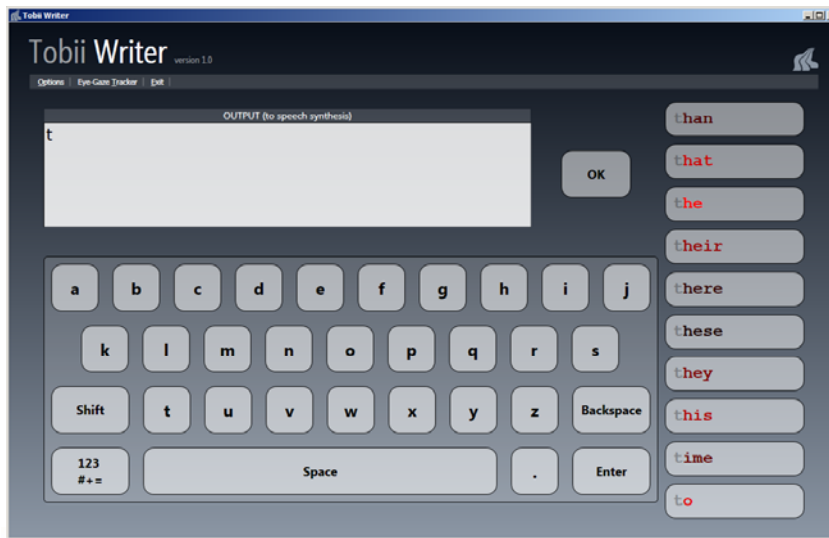 Tobii Writer
Tobii Writer version 1.0
Options | Eye-Gaze Tracker | Exit |
OUTPUT (to speech synthesis)
t
OK
a b c d e f g h i j
k l m n o p q r s
Shift t u v w x y z Backspace
123
#+=
Space . Enter
than
that
the
their
there
these
they
this
time
to